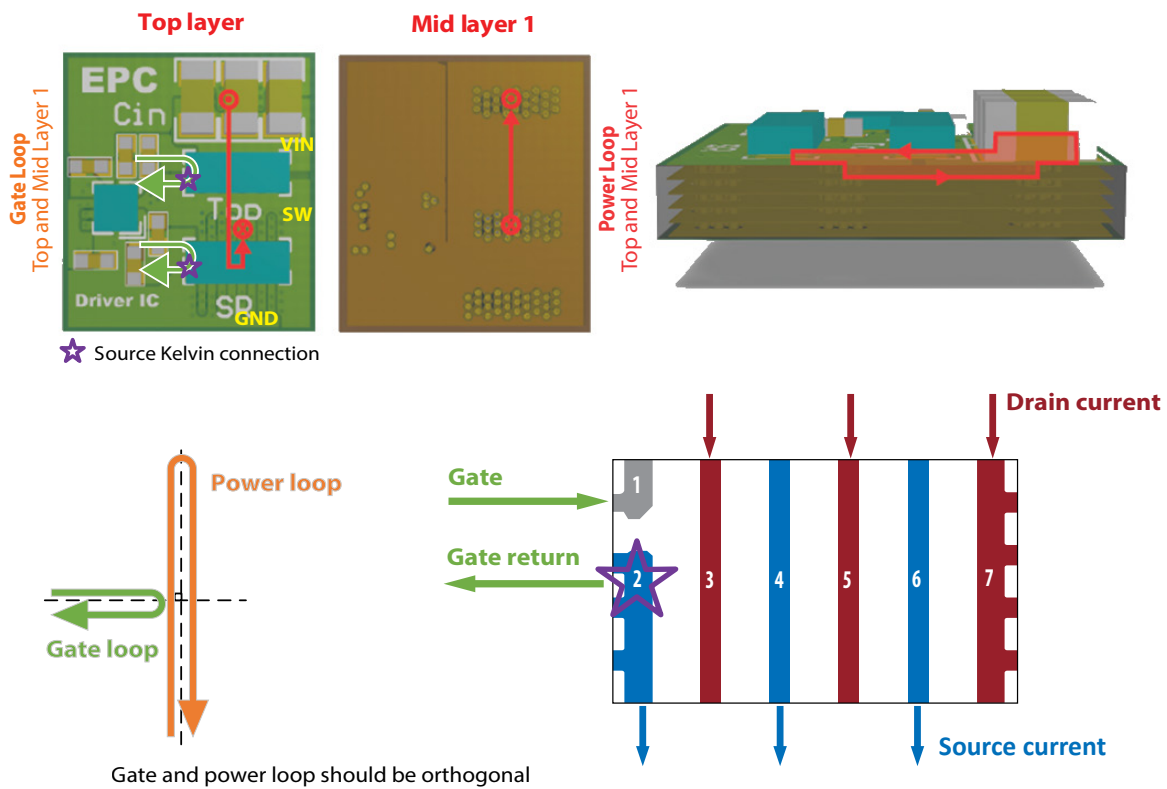 Top layer
Mid layer 1
Gate Loop
Top and Mid Layer 1
EPC
Cin
VIN
Top
SW
Driver IC
SR
GND
Power Loop
Top and Mid Layer 1
Source Kelvin connection
Drain current
Power loop
Gate
1
Gate return
2
3
4
5
6
7
Gate loop
Source current
Gate and power loop should be orthogonal